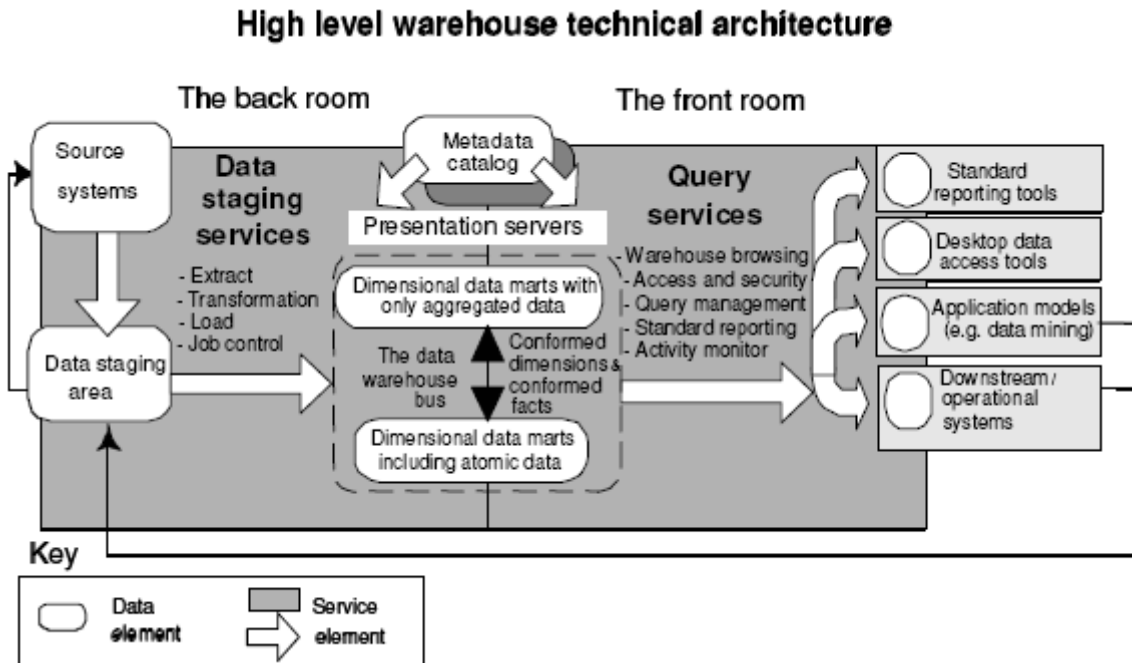 High level warehouse technical architecture
The back room
The front room
Source
systems
Data
staging
services
- Extract
- Transformation
- Load
- Job control
Data staging
area
Metadata
catalog
Presentation servers
Dimensional data marts with
only aggregated data
The data
warehouse
bus
Conformed
dimensions &
conformed
facts
Dimensional data marts
including atomic data
Query
services
- Warehouse browsing
- Access and security
- Query management
- Standard reporting
- Activity monitor
Standard
reporting tools
Desktop data
access tools
Application models
(e.g. data mining)
Downstream/
operational
systems
Key
Data
element
Service
element